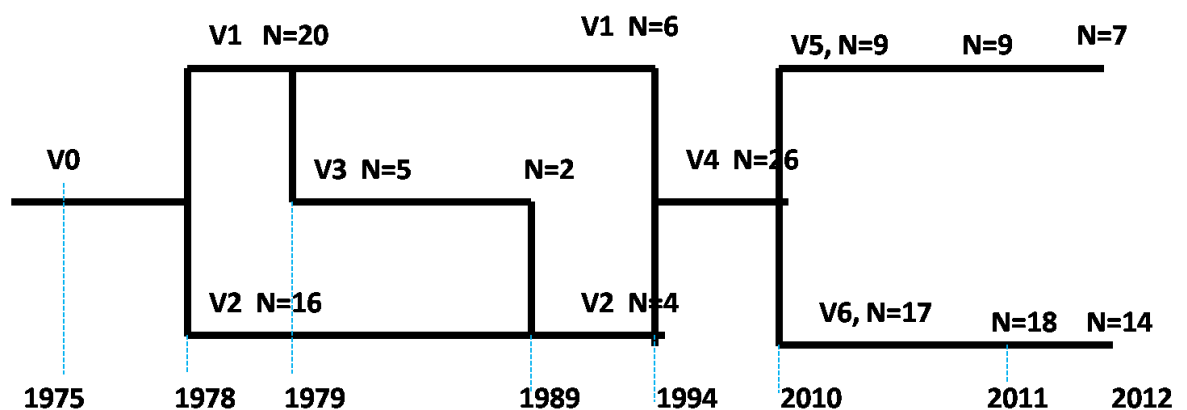 V1 N=20
V1 N=6
V5, N=9
N=9
N=7
V0
V3 N=5
N=2
V4 N=26
V2 N=16
V2 N=4
V6, N=17
N=18
N=14
1975
1978
1979
1989
1994
2010
2011
2012